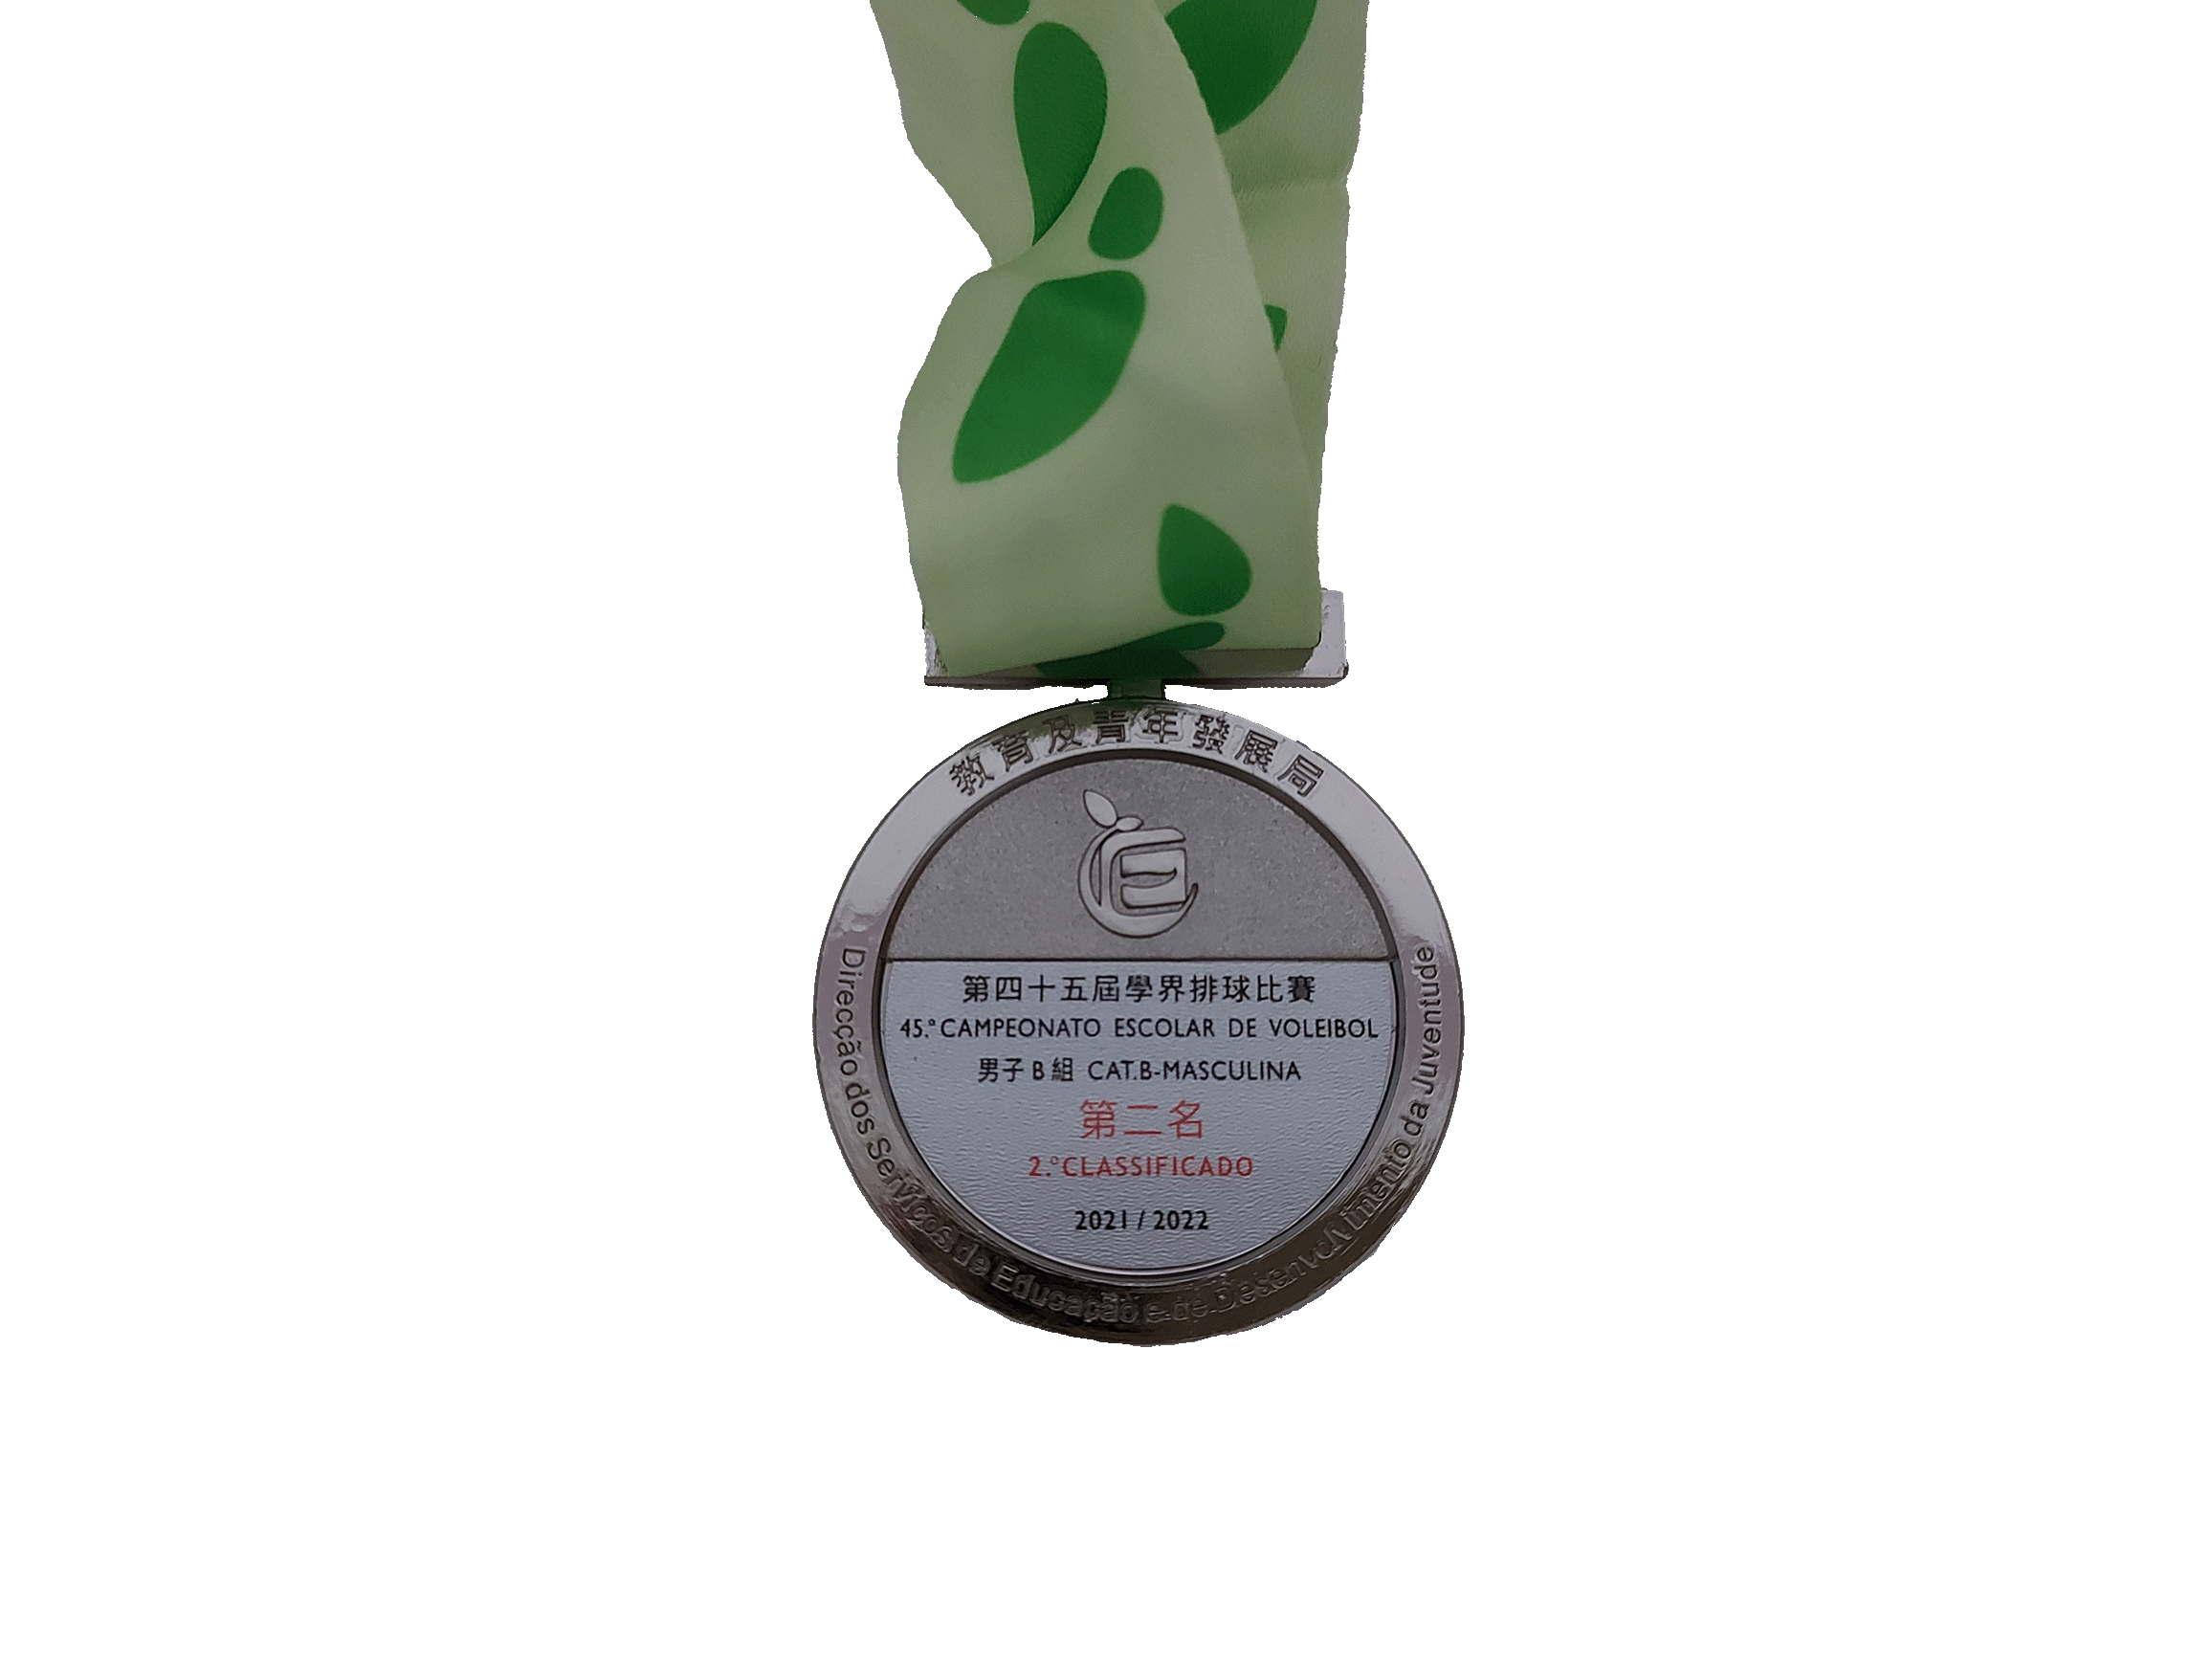 教育及青年發展局
第四十五屆學界排球比賽
45.º CAMPEONATO ESCOLAR DE VOLEIBOL
男子B組 CAT.B-MASCULINA
第二名
2.º CLASSIFICADO
2021 / 2022
Direcção dos Serviços de Educação e de Desenvolvimento da Juventude